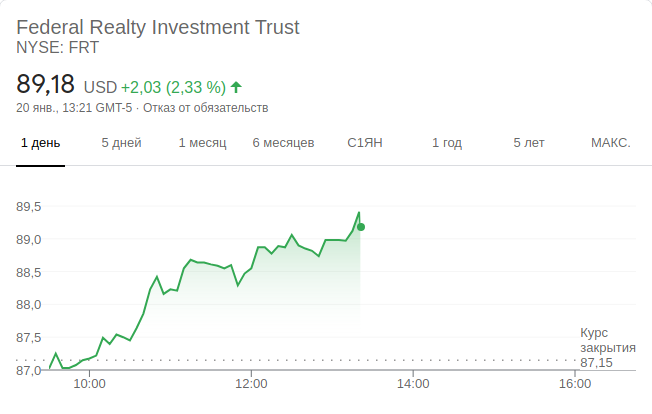 Federal Realty Investment Trust
NYSE: FRT
89,18 USD +2,03 (2,33 %)
20 янв., 13:21 GMT-5 · Отказ от обязательств
1 день 5 дней 1 месяц 6 месяцев С1ЯН 1 год 5 лет МАКС.
89,5
89,0
88,5
88,0
87,5
87,0
Курс
закрытия
87,15
10:00 12:00 14:00 16:00